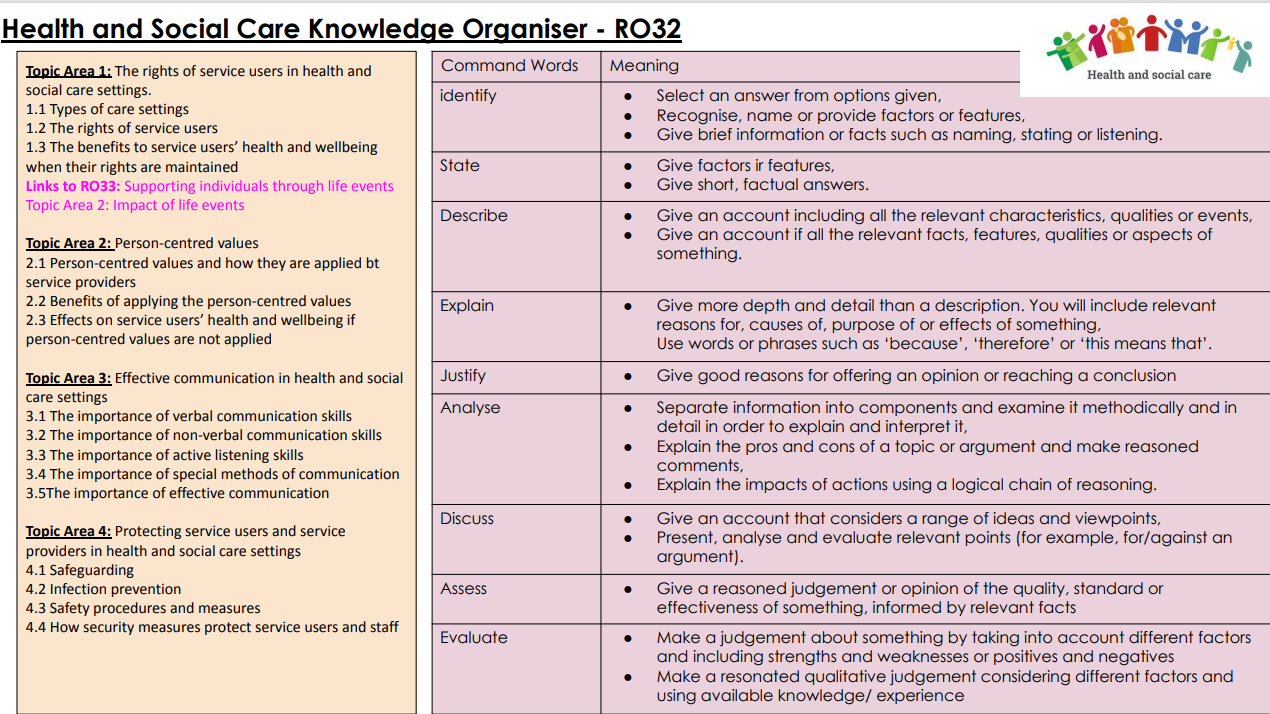 Health and Social Care Knowledge Organiser - RO32
Health and social care
Topic Area 1: The rights of service users in health and
social care settings.
1.1 Types of care settings
1.2 The rights of service users
1.3 The benefits to service users’ health and wellbeing
when their rights are maintained
Links to RO33: Supporting individuals through life events
Topic Area 2: Impact of life events
Topic Area 2: Person-centred values
2.1 Person-centred values and how they are applied bt
service providers
2.2 Benefits of applying the person-centred values
2.3 Effects on service users’ health and wellbeing if
person-centred values are not applied
Topic Area 3: Effective communication in health and social
care settings
3.1 The importance of verbal communication skills
3.2 The importance of non-verbal communication skills
3.3 The importance of active listening skills
3.4 The importance of special methods of communication
3.5The importance of effective communication
Topic Area 4: Protecting service users and service
providers in health and social care settings
4.1 Safeguarding
4.2 Infection prevention
4.3 Safety procedures and measures
4.4 How security measures protect service users and staff
Command Words Meaning
identify
● Select an answer from options given,
● Recognise, name or provide factors or features,
● Give brief information or facts such as naming, stating or listening.
State
● Give factors ir features,
● Give short, factual answers.
Describe
● Give an account including all the relevant characteristics, qualities or events,
● Give an account if all the relevant facts, features, qualities or aspects of
something.
Explain
● Give more depth and detail than a description. You will include relevant
reasons for, causes of, purpose of or effects of something,
Use words or phrases such as ‘because’, ‘therefore’ or ‘this means that’.
Justify
● Give good reasons for offering an opinion or reaching a conclusion
Analyse
● Separate information into components and examine it methodically and in
detail in order to explain and interpret it,
● Explain the pros and cons of a topic or argument and make reasoned
comments,
● Explain the impacts of actions using a logical chain of reasoning.
Discuss
● Give an account that considers a range of ideas and viewpoints,
● Present, analyse and evaluate relevant points (for example, for/against an
argument).
Assess
● Give a reasoned judgement or opinion of the quality, standard or
effectiveness of something, informed by relevant facts
Evaluate
● Make a judgement about something by taking into account different factors
and including strengths and weaknesses or positives and negatives
● Make a resonated qualitative judgement considering different factors and
using available knowledge/ experience